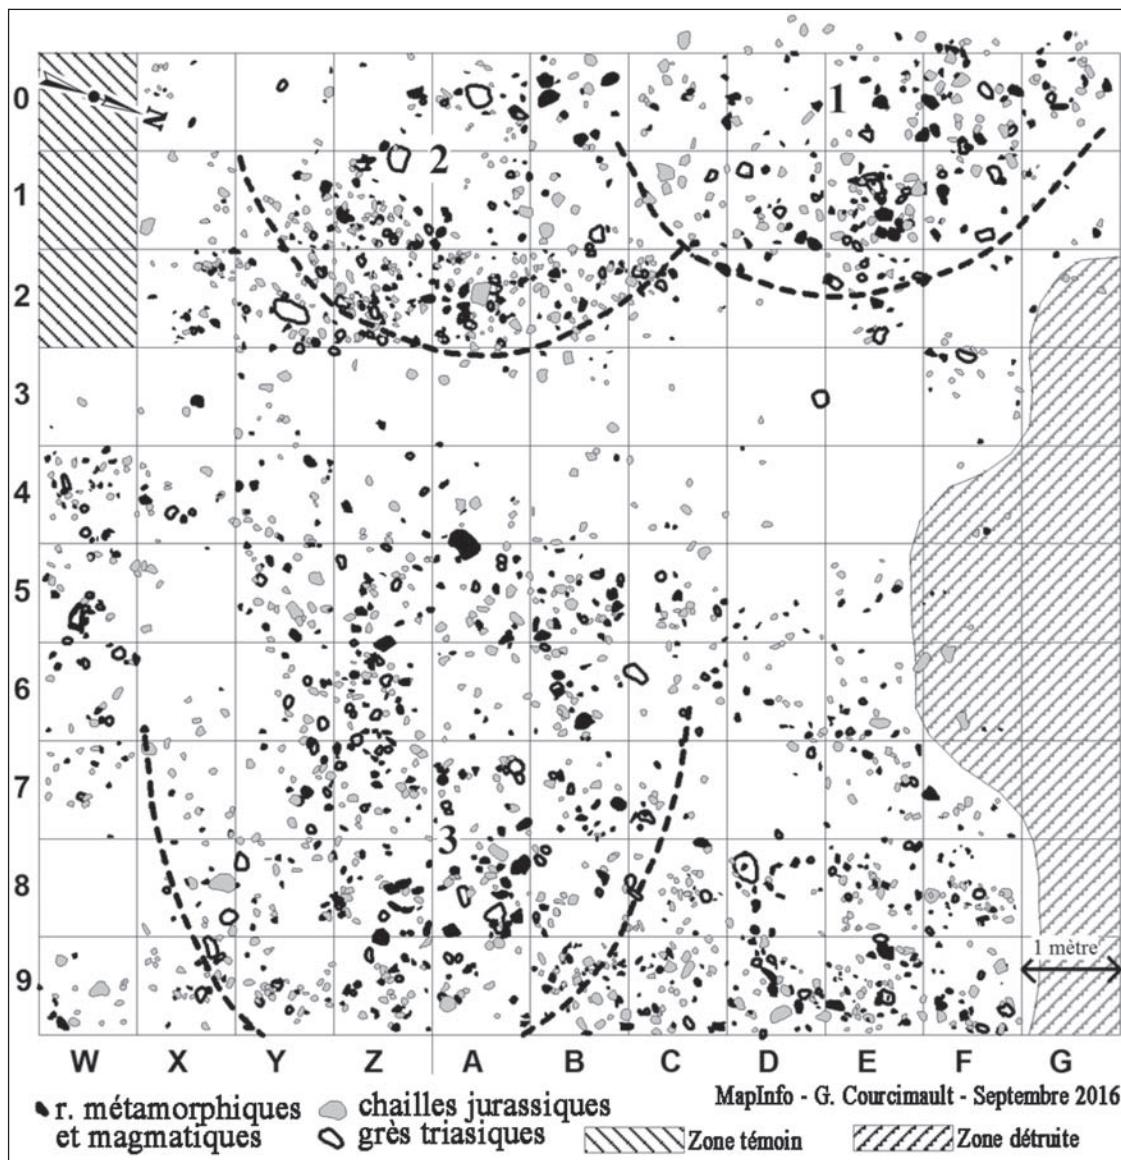 0
1
N
2
1
2
3
4
5
6
7
3
8
1 mètre
9
W X Y Z A B C D E F G
r. métamorphiques et magmatiques
chailles jurassiques
grès triasiques
MapInfo - G. Courcimault - Septembre 2016
Zone témoin
Zone détruite